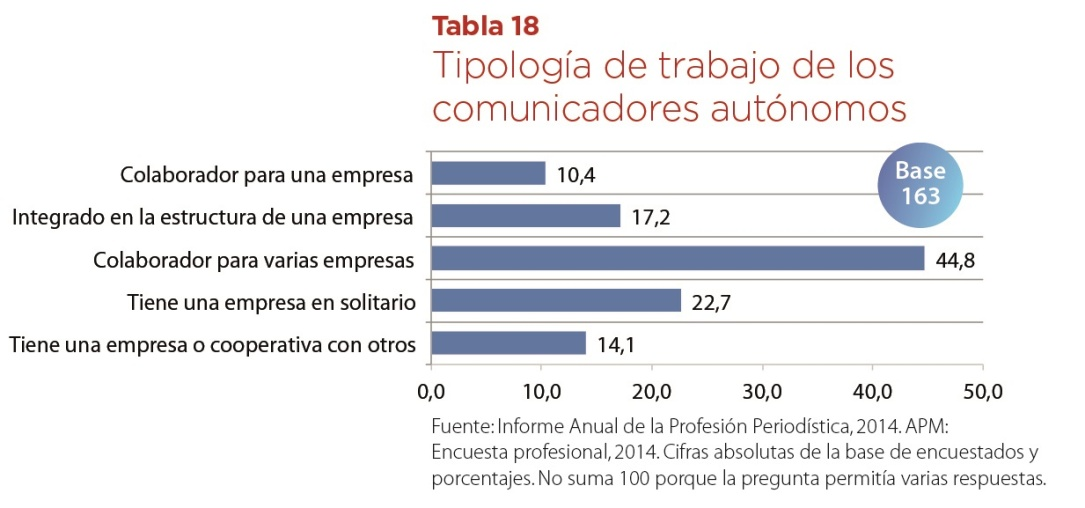 Tabla 18
Tipología de trabajo de los
comunicadores autónomos
Base
163
Colaborador para una empresa 10,4
Integrado en la estructura de una empresa 17,2
Colaborador para varias empresas 44,8
Tiene una empresa en solitario 22,7
Tiene una empresa o cooperativa con otros 14,1
0,0 10,0 20,0 30,0 40,0 50,0
Fuente: Informe Anual de la Profesión Periodística, 2014. APM:
Encuesta profesional, 2014. Cifras absolutas de la base de encuestados y
porcentajes. No suma 100 porque la pregunta permitía varias respuestas.